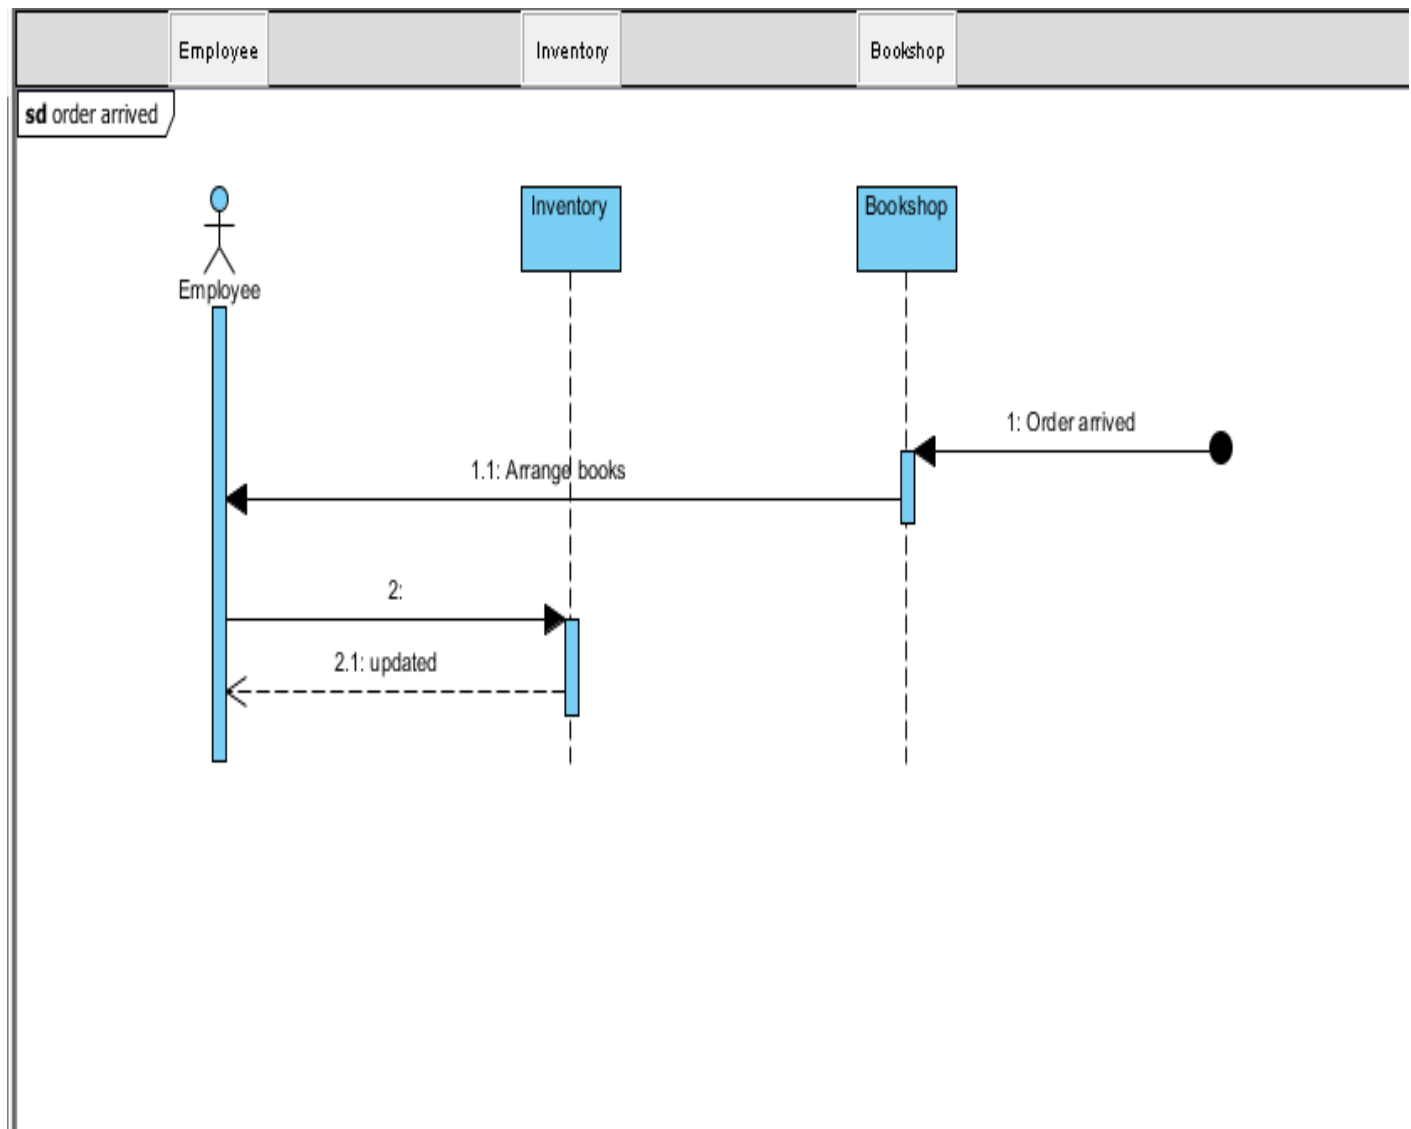 Employee
Inventory
Bookshop
sd order arrived
Inventory
Bookshop
Employee
1: Order arrived
1.1: Arrange books
2:
2.1: updated